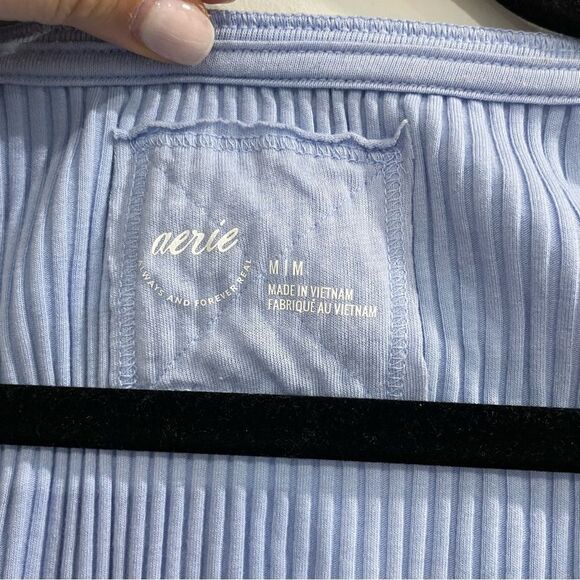 aerie
ALWAYS AND FOREVER REAL
M | M
MADE IN VIETNAM
FABRIQUÉ AU VIETNAM